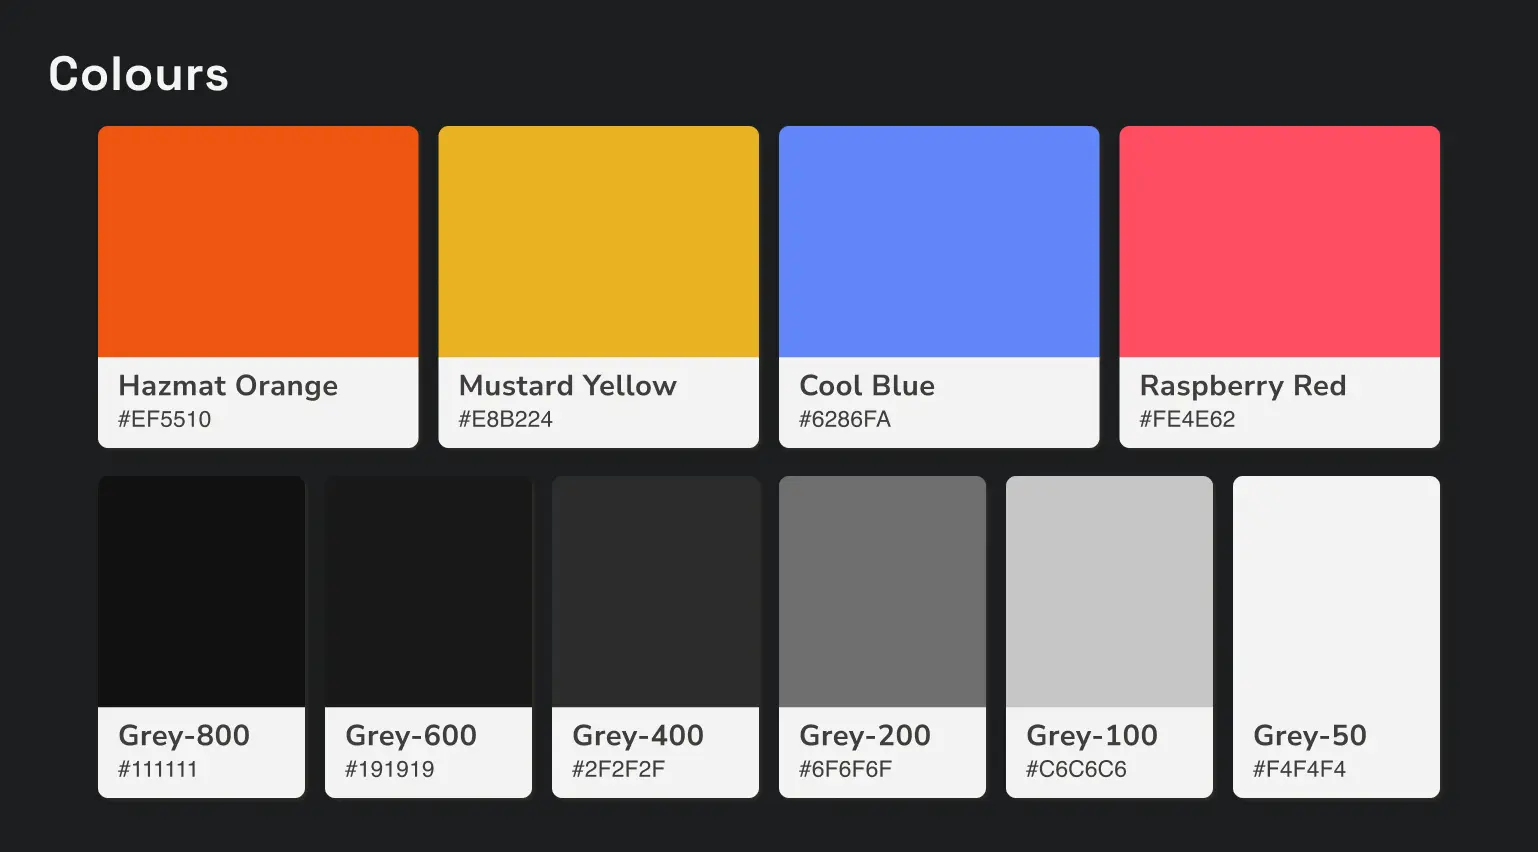 Colours
Hazmat Orange
#EF5510
Mustard Yellow
#E8B224
Cool Blue
#6286FA
Raspberry Red
#FE4E62
Grey-800
#111111
Grey-600
#191919
Grey-400
#2F2F2F
Grey-200
#6F6F6F
Grey-100
#C6C6C6
Grey-50
#F4F4F4